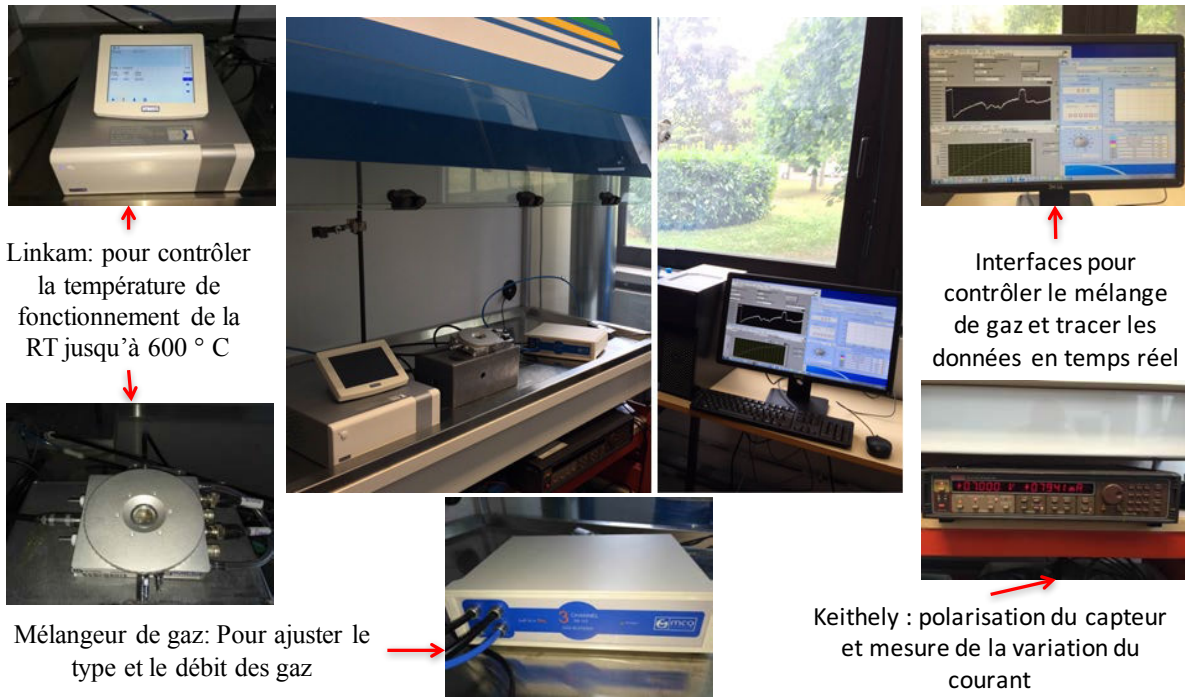 Linkam: pour contrôler
la température de
fonctionnement de la
RT jusqu'à 600 ° C
Interfaces pour
contrôler le mélange
de gaz et tracer les
données en temps réel
3 CHANNEL
Mélangeur de gaz: Pour ajuster le
type et le débit des gaz
Keithely : polarisation du capteur
et mesure de la variation du
courant